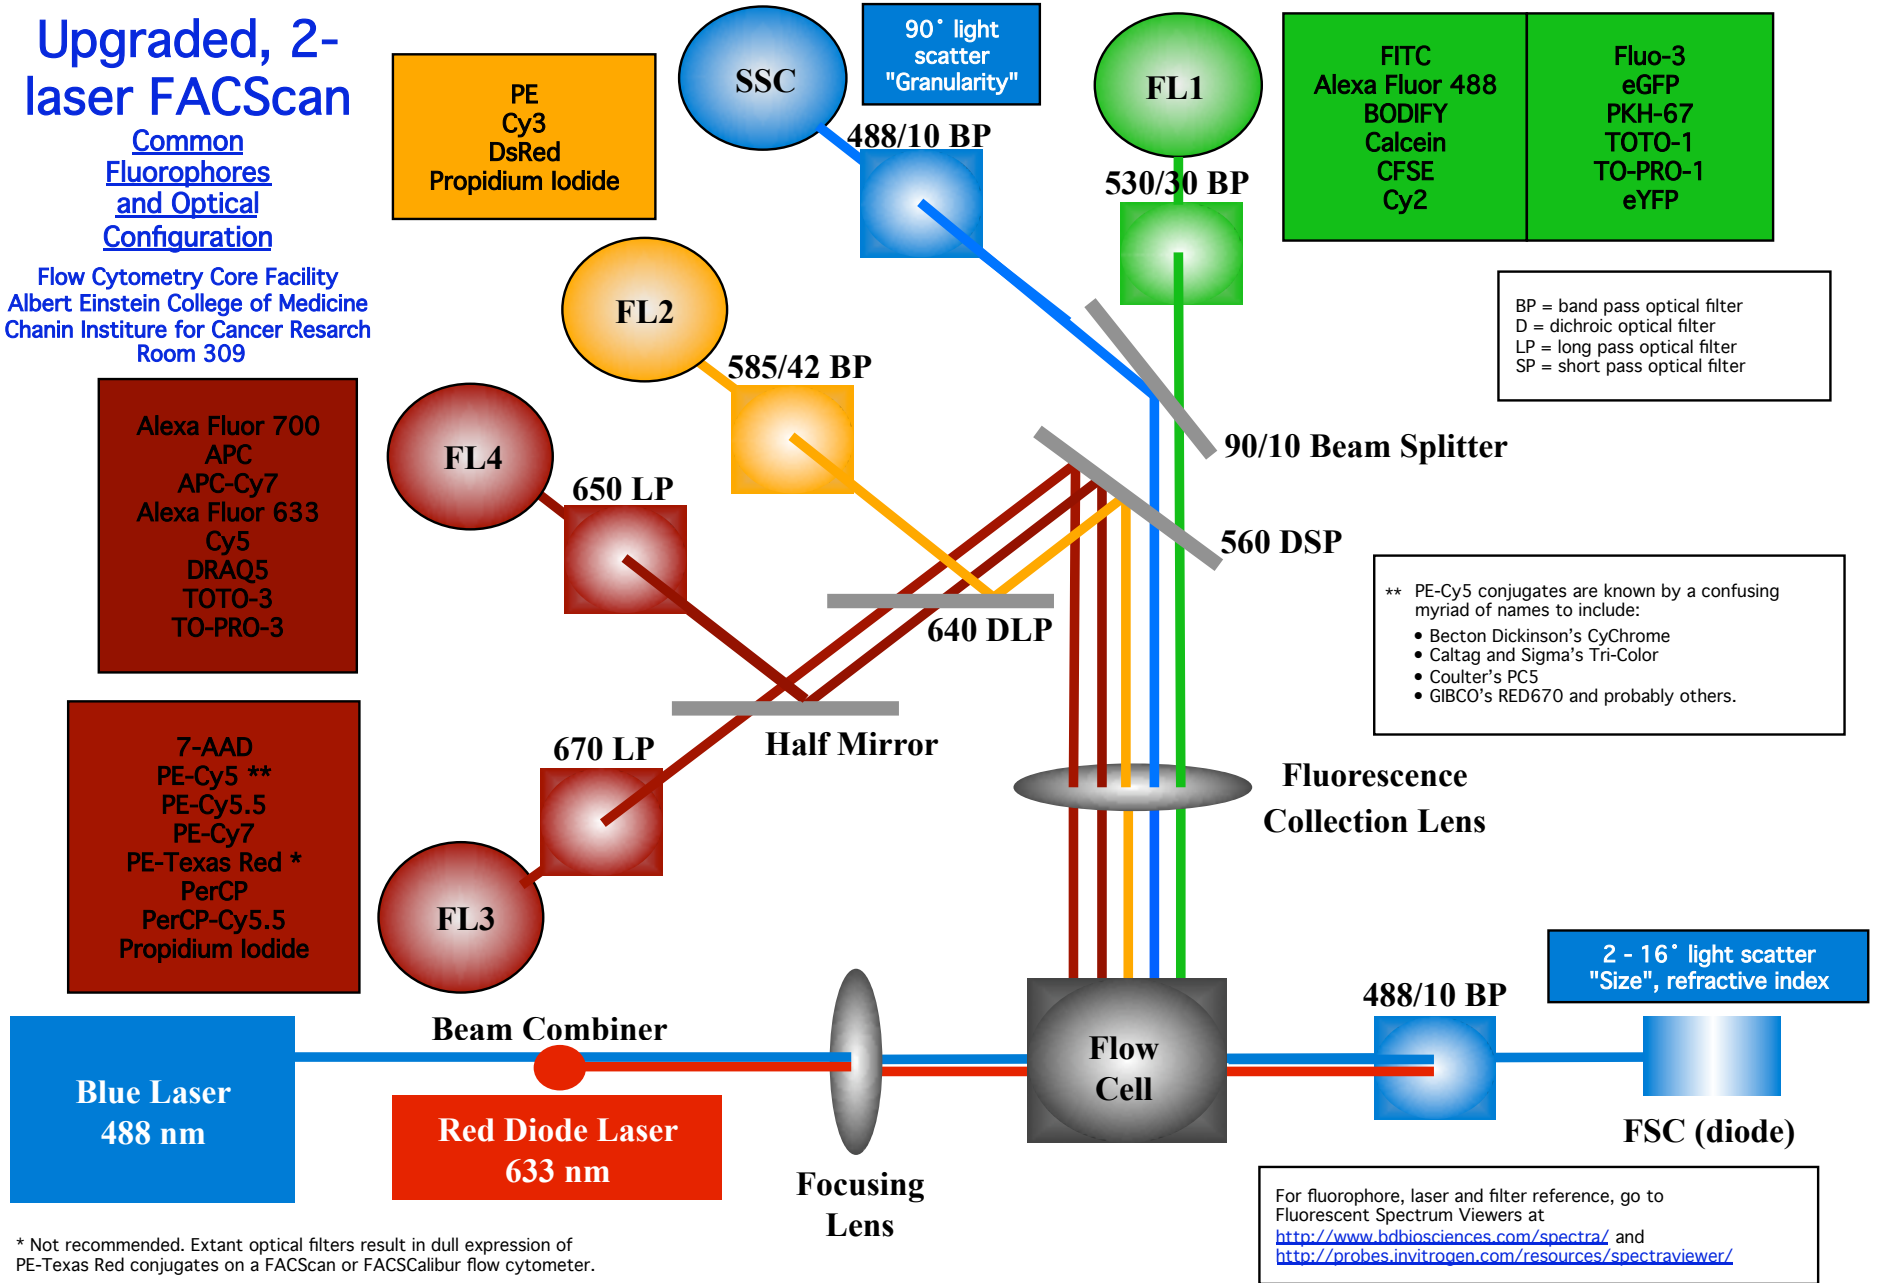 Upgraded, 2-
laser FACScan
Common
Fluorophores
and Optical
Configuration
Flow Cytometry Core Facility
Albert Einstein College of Medicine
Chanin Institute for Cancer Resarch
Room 309
PE
Cy3
DsRed
Propidium Iodide
SSC
90° light
scatter
"Granularity"
488/10 BP
FL1
530/30 BP
FITC
Alexa Fluor 488
BODIFY
Calcein
CFSE
Cy2
Fluo-3
eGFP
PKH-67
TOTO-1
TO-PRO-1
eYFP
BP = band pass optical filter
D = dichroic optical filter
LP = long pass optical filter
SP = short pass optical filter
FL2
585/42 BP
FL4
650 LP
90/10 Beam Splitter
560 DSP
640 DLP
Half Mirror
Alexa Fluor 700
APC
APC-Cy7
Alexa Fluor 633
Cy5
DRAQ5
TOTO-3
TO-PRO-3
** PE-Cy5 conjugates are known by a confusing
myriad of names to include:
• Becton Dickinson's CyChrome
• Caltag and Sigma's Tri-Color
• Coulter's PC5
• GIBCO's RED670 and probably others.
7-AAD
PE-Cy5 **
PE-Cy5.5
PE-Cy7
PE-Texas Red *
PerCP
PerCP-Cy5.5
Propidium Iodide
670 LP
FL3
Fluorescence
Collection Lens
2 - 16° light scatter
"Size", refractive index
488/10 BP
Beam Combiner
Blue Laser
488 nm
Red Diode Laser
633 nm
Flow
Cell
FSC (diode)
Focusing
Lens
For fluorophore, laser and filter reference, go to
Fluorescent Spectrum Viewers at
http://www.bdbiosciences.com/spectra/ and
http://probes.invitrogen.com/resources/spectraviewer/
* Not recommended. Extant optical filters result in dull expression of
PE-Texas Red conjugates on a FACScan or FACSCalibur flow cytometer.